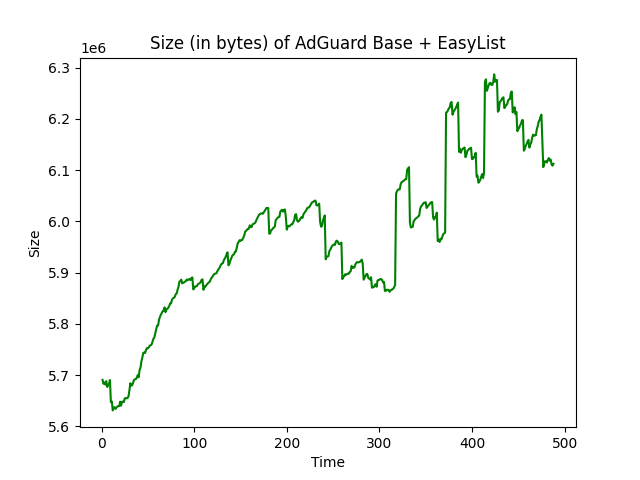 Size (in bytes) of AdGuard Base + EasyList
1e6
6.3
6.2
6.1
6.0
5.9
5.8
5.7
5.6
Size
0 100 200 300 400 500
Time